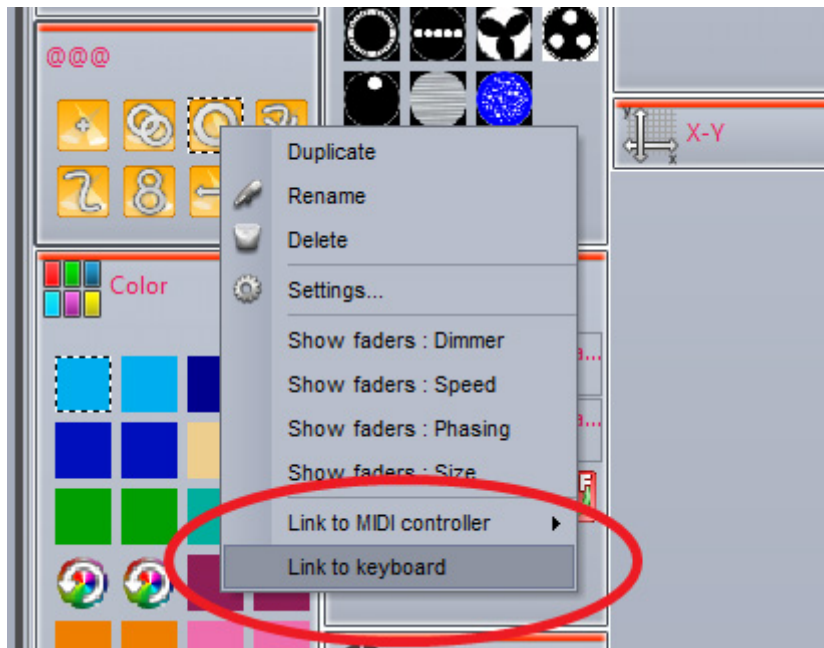 @@@
Duplicate
Rename
Delete
Settings...
Show faders : Dimmer
Show faders : Speed
Show faders : Phasing
Show faders : Size
Link to MIDI controller
Link to keyboard
Color
X-Y
y
x
a...
a...
F